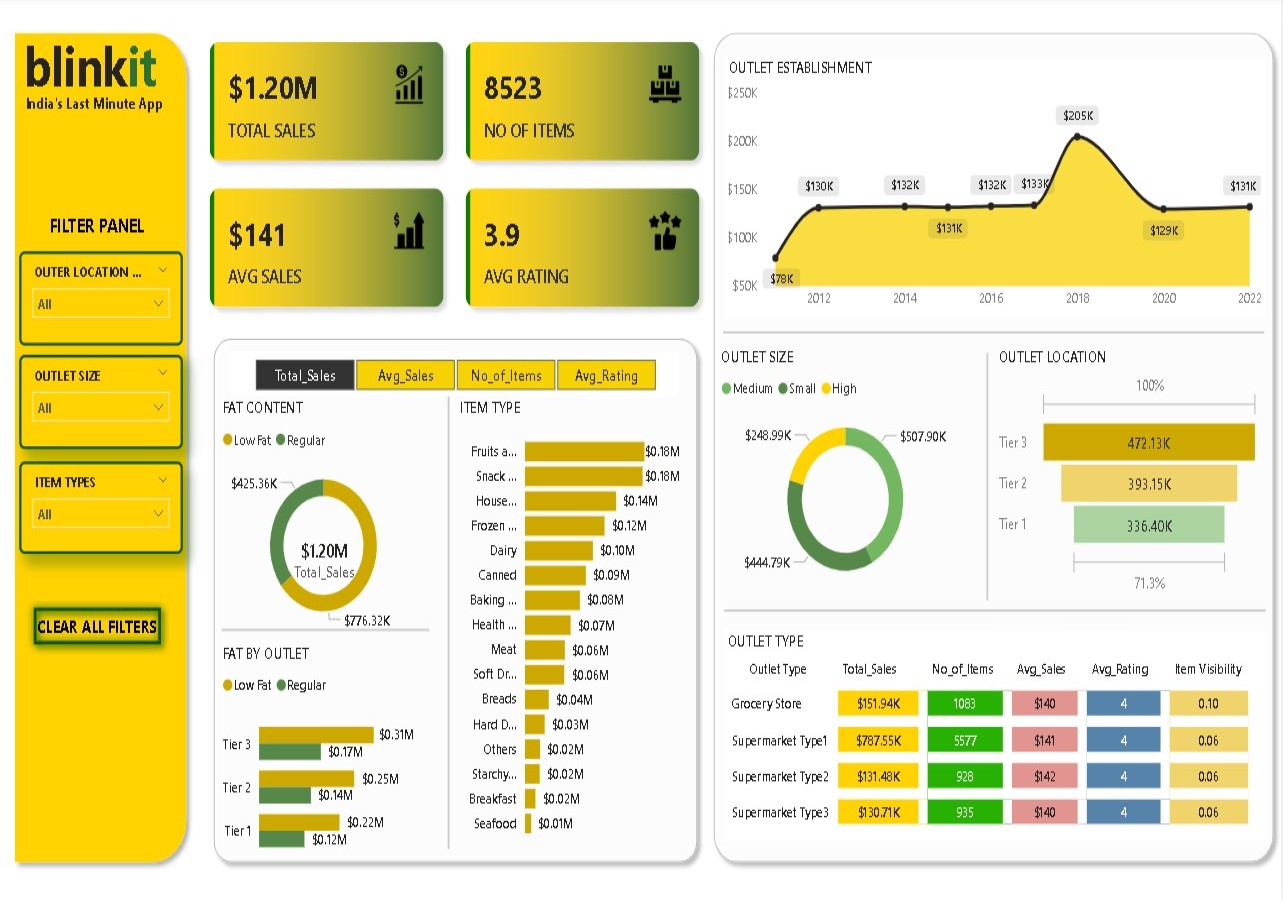 blinkit
India's Last Minute App
FILTER PANEL
OUTER LOCATION ...
All
OUTLET SIZE
All
ITEM TYPES
All
CLEAR ALL FILTERS
$1.20M
TOTAL SALES
8523
NO OF ITEMS
$141
AVG SALES
3.9
AVG RATING
Total_Sales Avg_Sales No_of_Items Avg_Rating
FAT CONTENT
Low Fat Regular
$425.36K
$1.20M
Total_Sales
$776.32K
FAT BY OUTLET
Low Fat Regular
Tier 3 $0.31M
$0.17M
Tier 2 $0.25M
$0.14M
Tier 1 $0.22M
$0.12M
ITEM TYPE
Fruits a... $0.18M
Snack ... $0.18M
House... $0.14M
Frozen ... $0.12M
Dairy $0.10M
Canned $0.09M
Baking ... $0.08M
Health ... $0.07M
Meat $0.06M
Soft Dr... $0.06M
Breads $0.04M
Hard D... $0.03M
Others $0.02M
Starchy... $0.02M
Breakfast $0.02M
Seafood $0.01M
OUTLET ESTABLISHMENT
$250K
$200K
$150K
$100K
$50K
$78K
$130K
$132K
$131K
$132K
$133K
$205K
$129K
$131K
2012 2014 2016 2018 2020 2022
OUTLET SIZE
Medium Small High
$248.99K
$507.90K
$444.79K
OUTLET LOCATION
100%
Tier 3 472.13K
Tier 2 393.15K
Tier 1 336.40K
71.3%
OUTLET TYPE
Outlet Type Total_Sales No_of_Items Avg_Sales Avg_Rating Item Visibility
Grocery Store $151.94K 1083 $140 4 0.10
Supermarket Type1 $787.55K 5577 $141 4 0.06
Supermarket Type2 $131.48K 928 $142 4 0.06
Supermarket Type3 $130.71K 935 $140 4 0.06